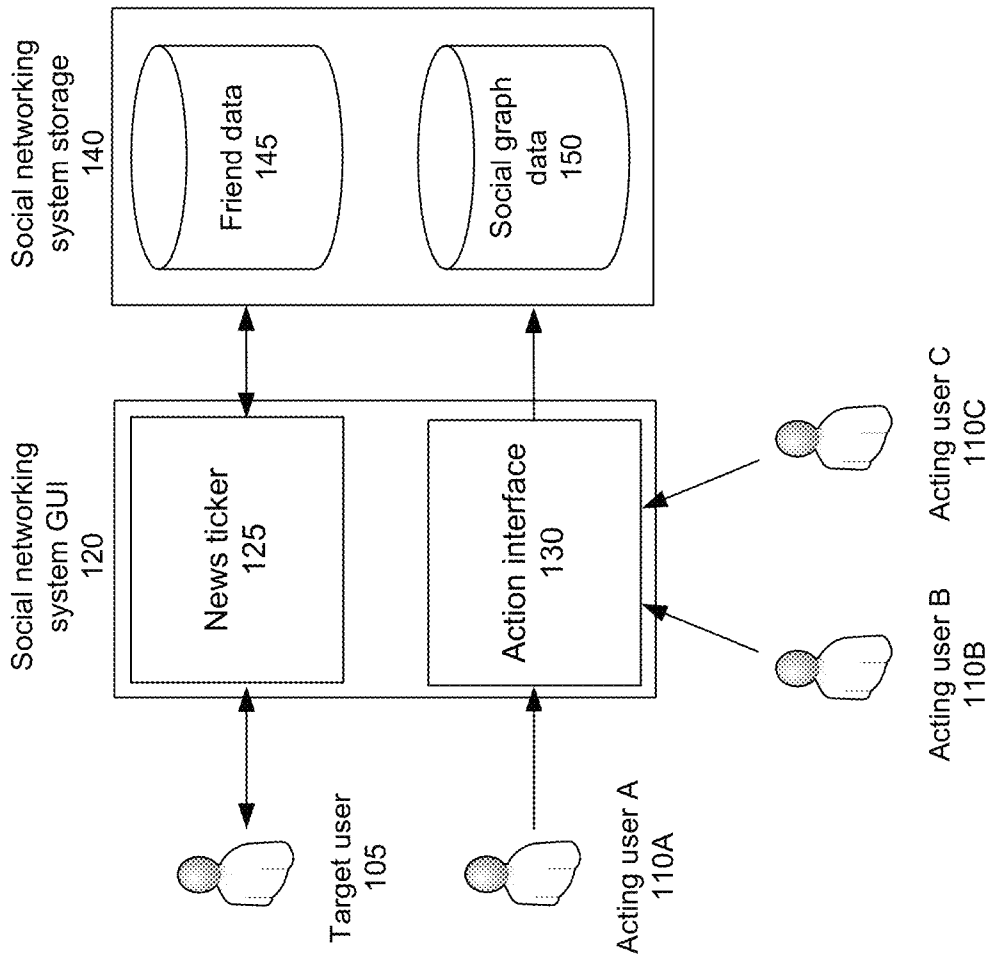 Social networking
system GUI
120
Social networking
system storage
140
News ticker
125
Friend data
145
Target user
105
Action interface
130
Social graph
data
150
Acting user A
110A
Acting user B
110B
Acting user C
110C